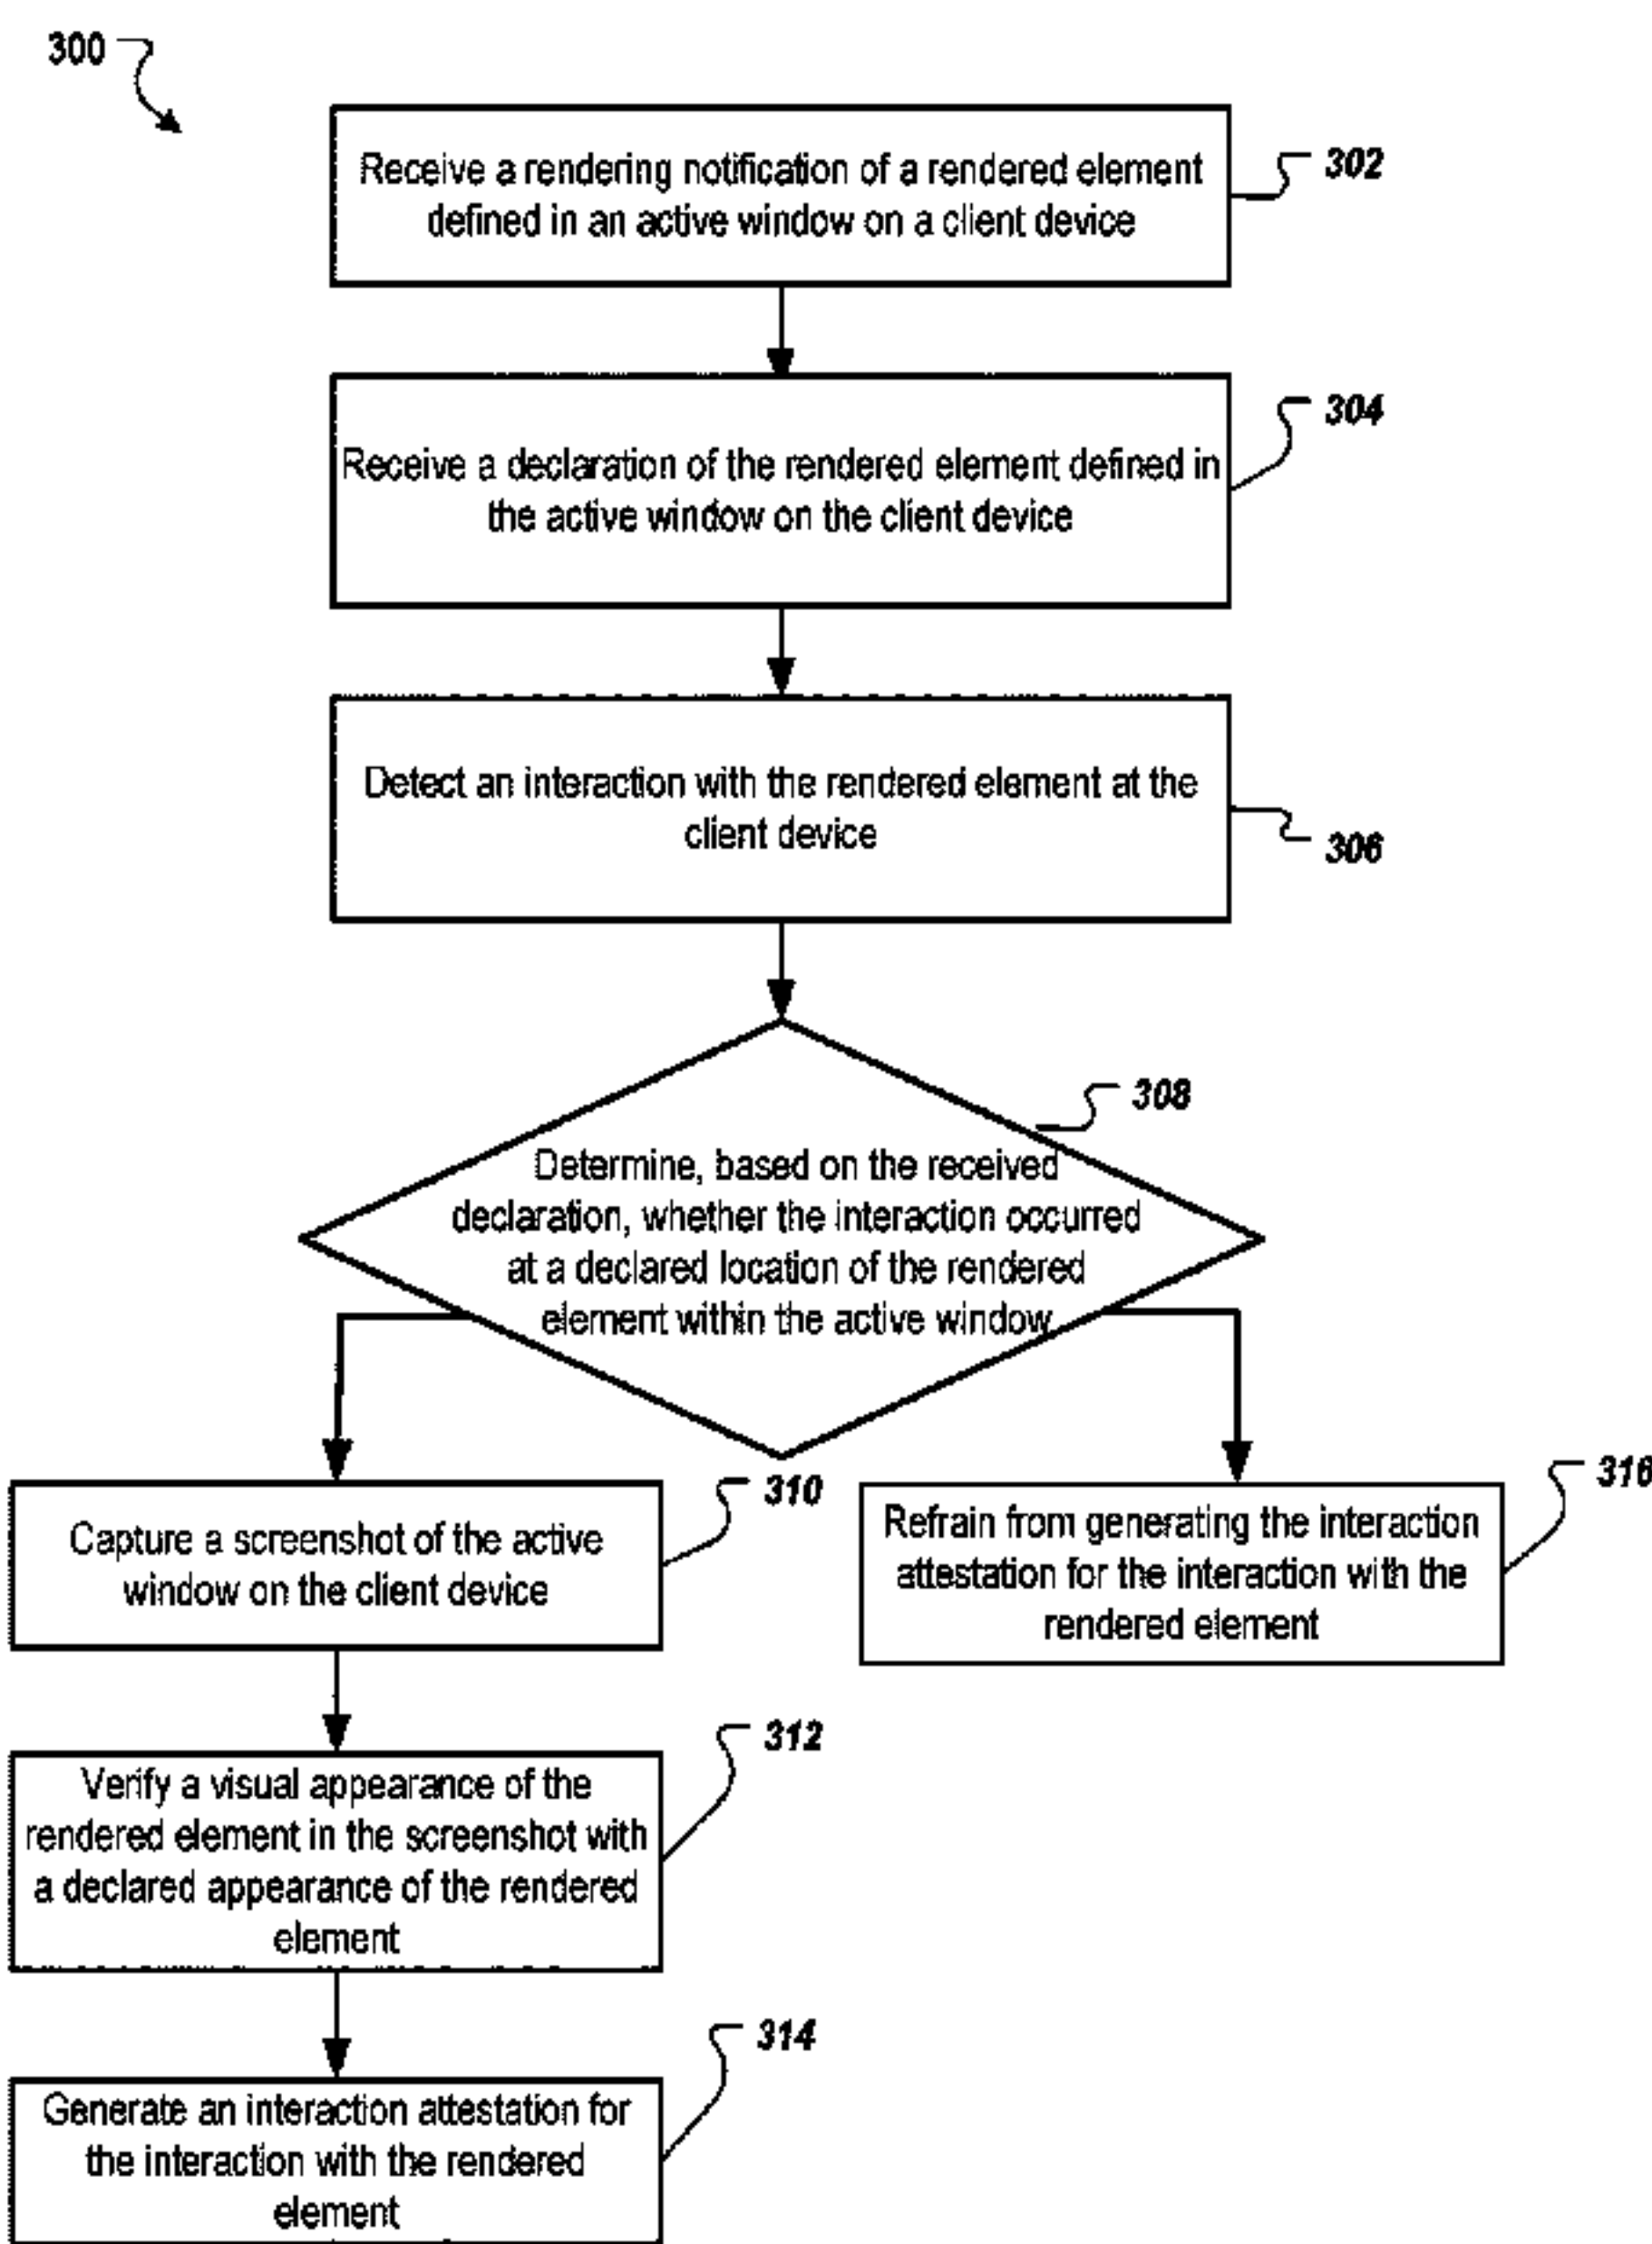 300
Receive a rendering notification of a rendered element
defined in an active window on a client device
302
Receive a declaration of the rendered element defined in
the active window on the client device
304
Detect an interaction with the rendered element at the
client device
306
308
Determine, based on the received
declaration, whether the interaction occurred
at a declared location of the rendered
element within the active window
310
Capture a screenshot of the active
window on the client device
316
Refrain from generating the interaction
attestation for the interaction with the
rendered element
312
Verify a visual appearance of the
rendered element in the screenshot with
a declared appearance of the rendered
element
314
Generate an interaction attestation for
the interaction with the rendered
element